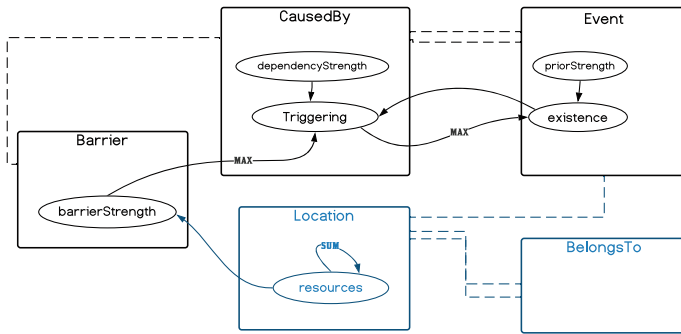 CausedBy
Event
dependencyStrength
priorStrength
Triggering
existence
MAX
Barrier
MAX
barrierStrength
Location
BelongsTo
SUM
resources